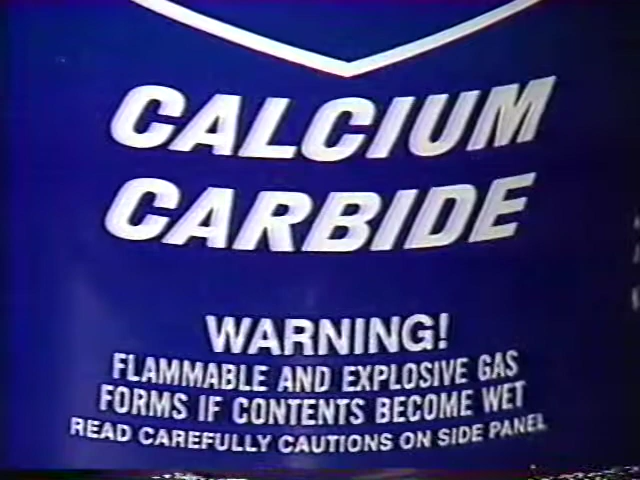 CALCIUM
CARBIDE
WARNING!
FLAMMABLE AND EXPLOSIVE GAS
FORMS IF CONTENTS BECOME WET
READ CAREFULLY CAUTIONS ON SIDE PANEL